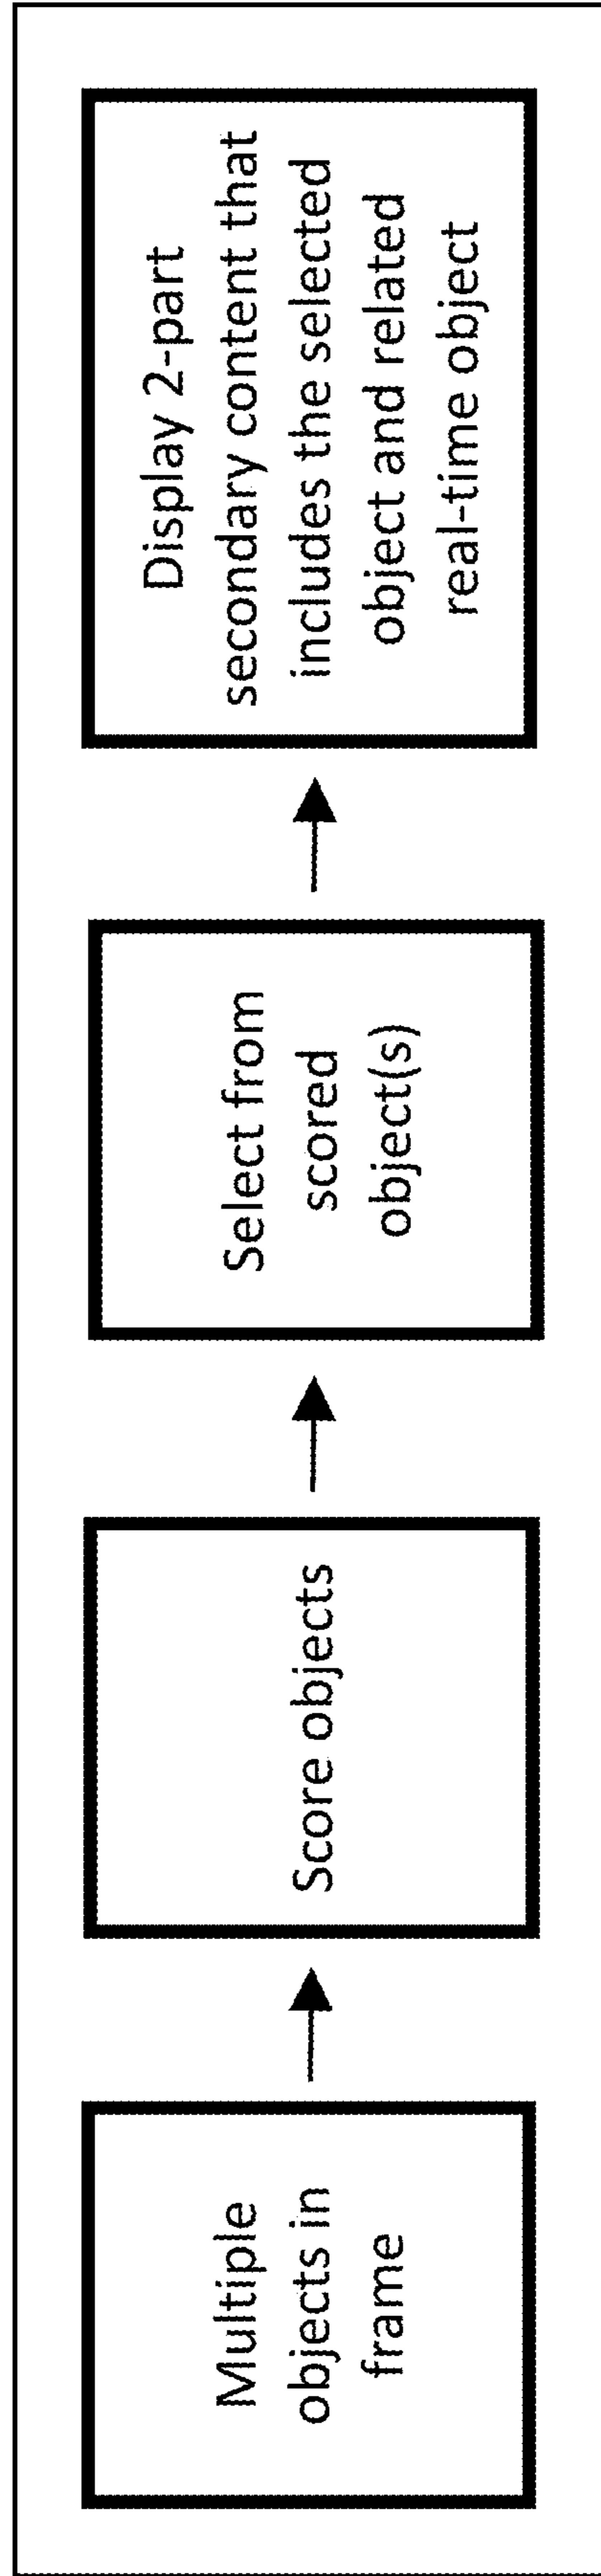 Multiple
objects in
frame
Score objects
Select from
scored
object(s)
Display 2-part
secondary content that
includes the selected
object and related
real-time object